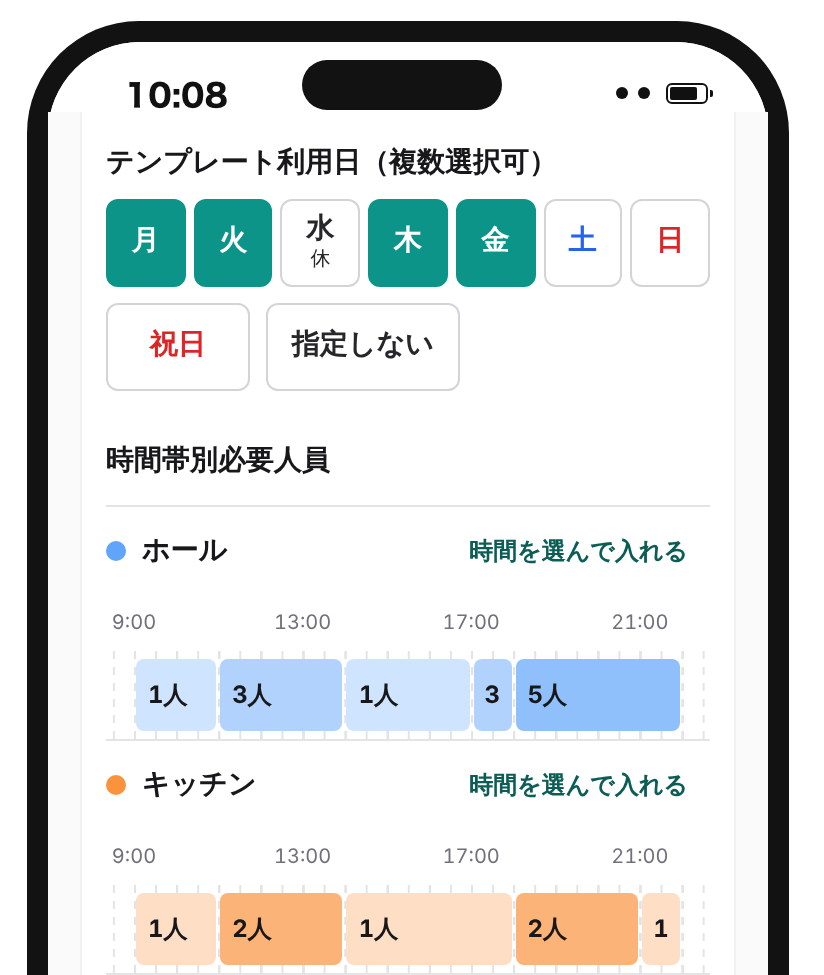 10:08
テンプレート利用日（複数選択可）
月 火 水 木 金 土 日
休
祝日 指定しない
時間帯別必要人員
ホール 時間を選んで入れる
9:00 13:00 17:00 21:00
1人 3人 1人 3 5人
キッチン 時間を選んで入れる
9:00 13:00 17:00 21:00
1人 2人 1人 2人 1